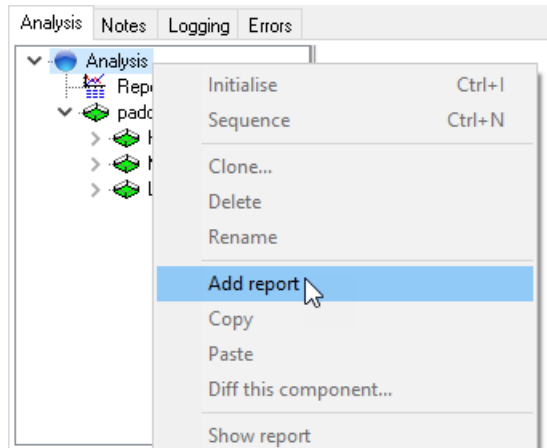 Analysis Notes Logging Errors
Analysis
Initialise Ctrl+I
Sequence Ctrl+N
Clone...
Delete
Rename
Add report
Copy
Paste
Diff this component...
Show report